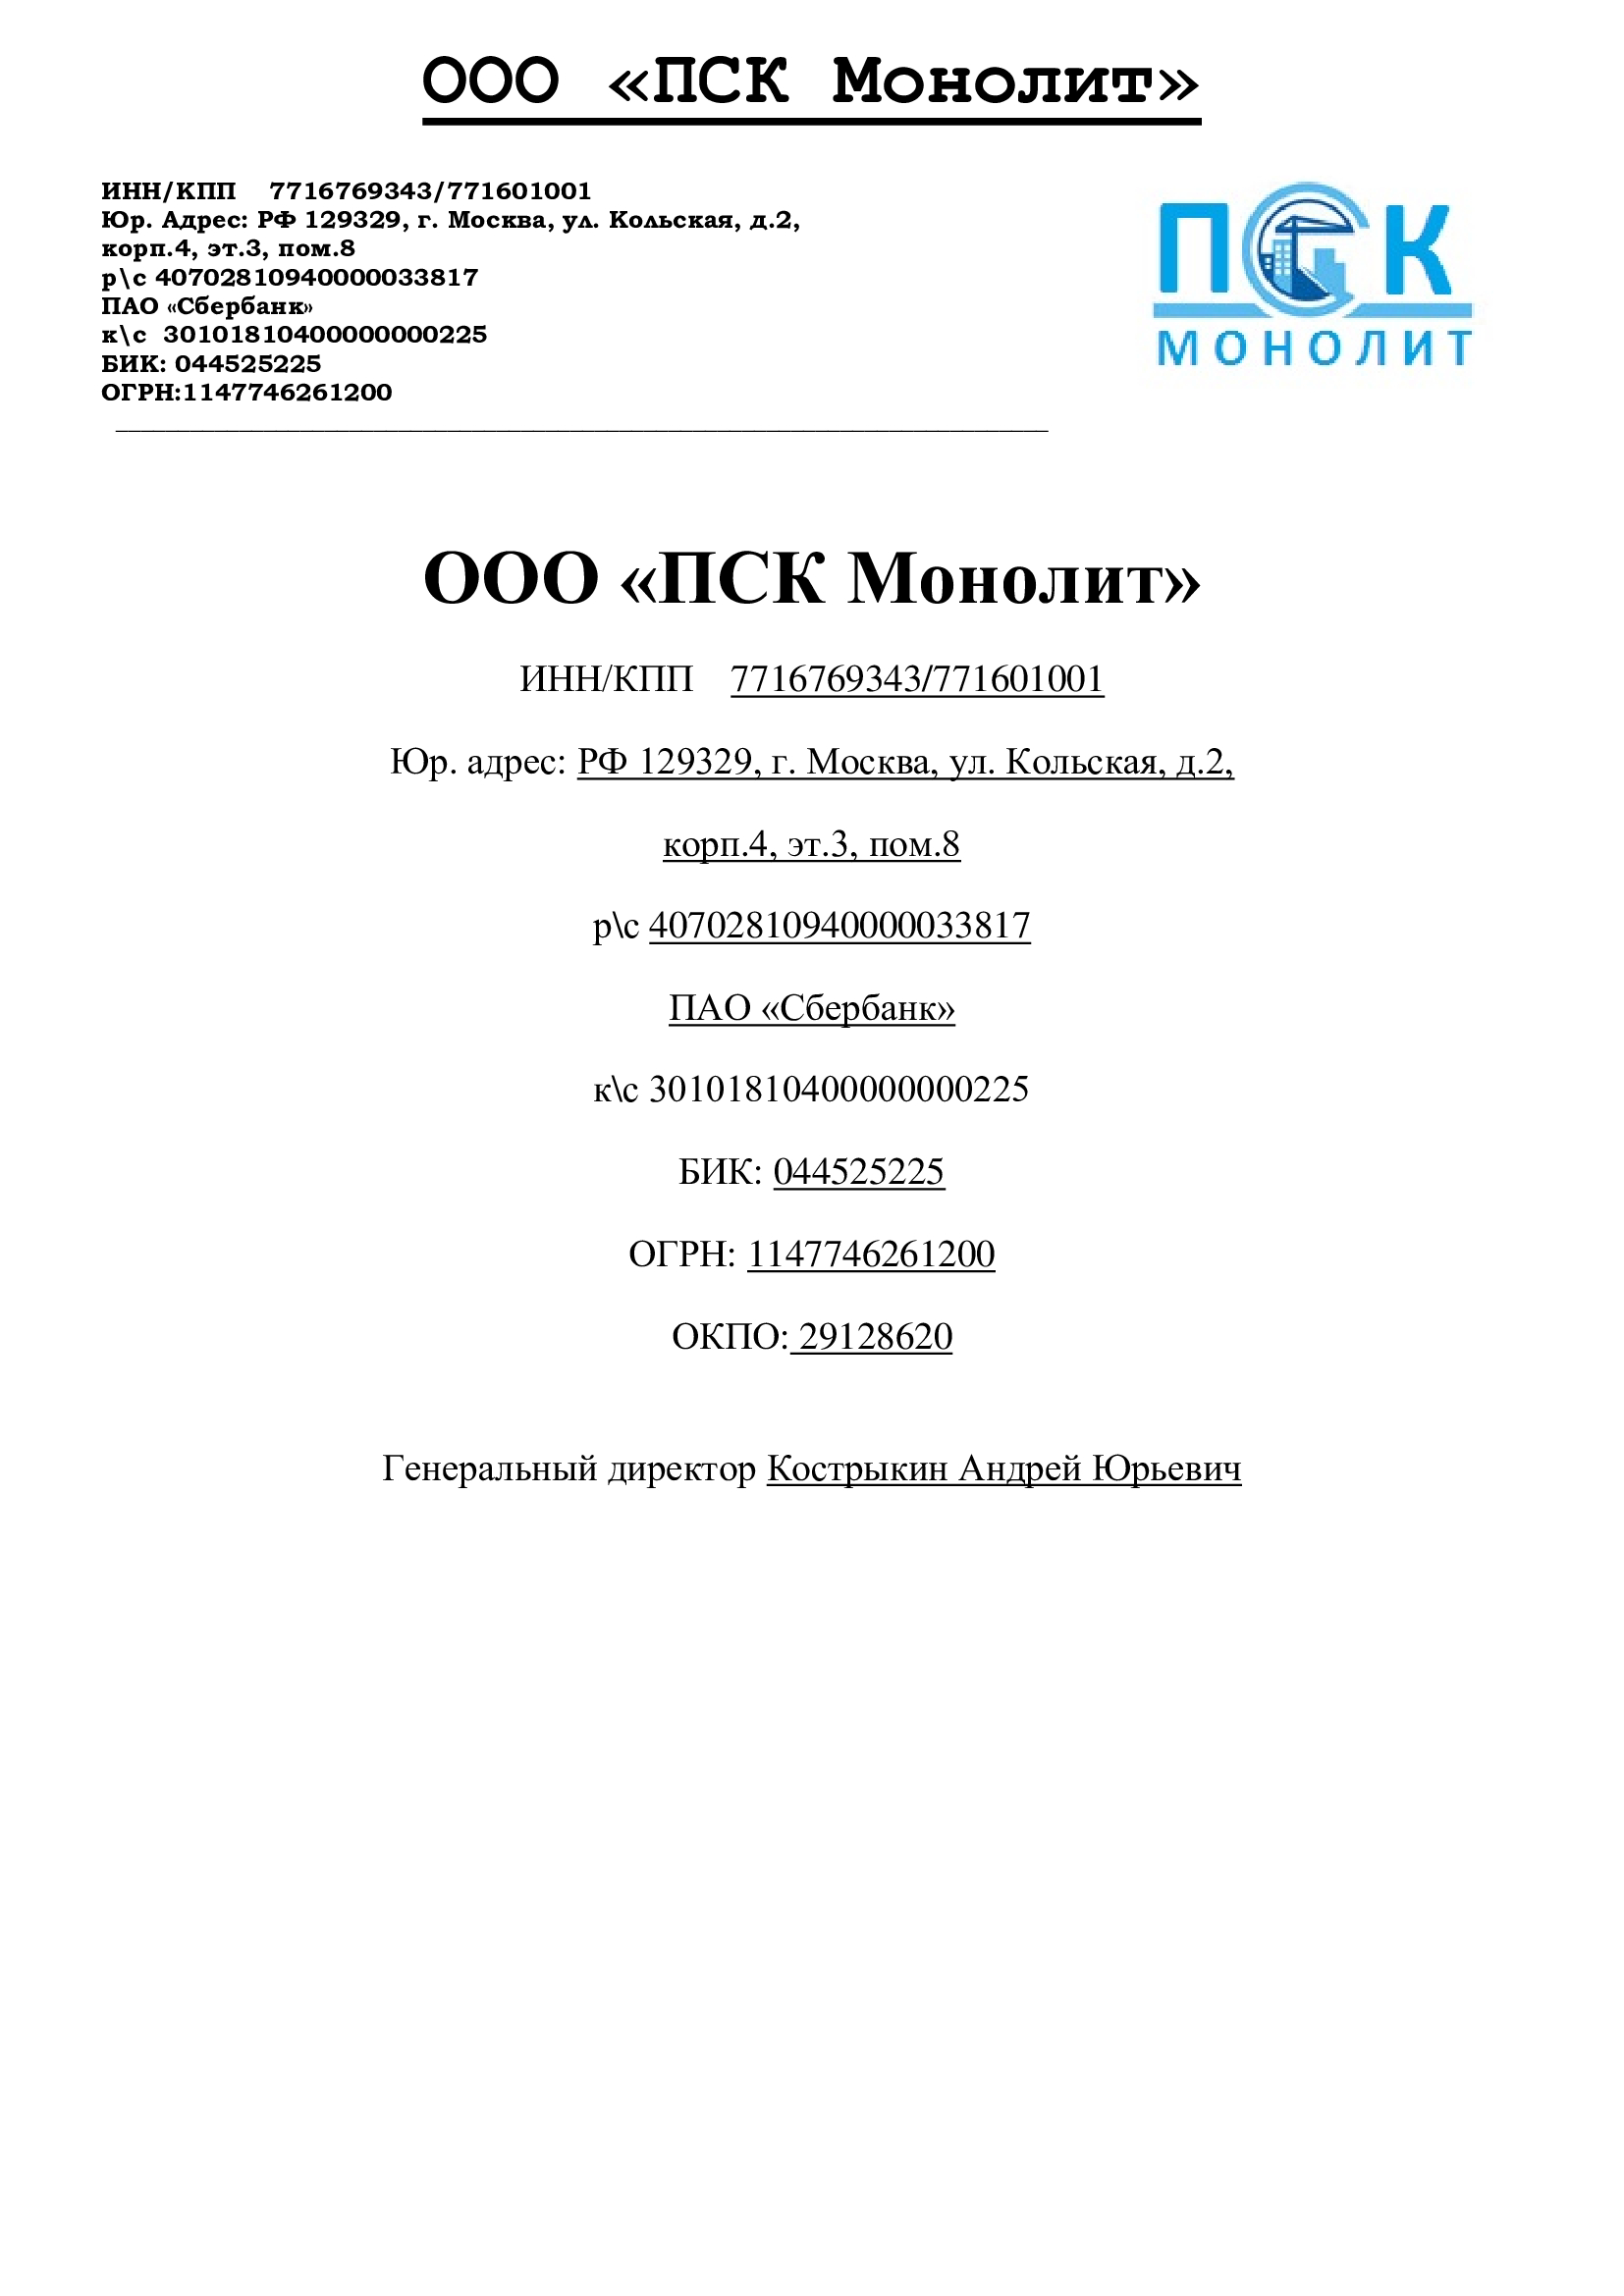 ООО «ПСК Монолит»
ИНН/КПП 7716769343/771601001
Юр. Адрес: РФ 129329, г. Москва, ул. Кольская, д.2,
корп.4, эт.3, пом.8
р\с 40702810940000033817
ПАО «Сбербанк»
к\с 30101810400000000225
БИК: 044525225
ОГРН:1147746261200
ПСК
МОНОЛИТ
ООО «ПСК Монолит»
ИНН/КПП 7716769343/771601001
Юр. адрес: РФ 129329, г. Москва, ул. Кольская, д.2,
корп.4, эт.3, пом.8
р\с 40702810940000033817
ПАО «Сбербанк»
к\с 30101810400000000225
БИК: 044525225
ОГРН: 1147746261200
ОКПО: 29128620
Генеральный директор Кострыкин Андрей Юрьевич